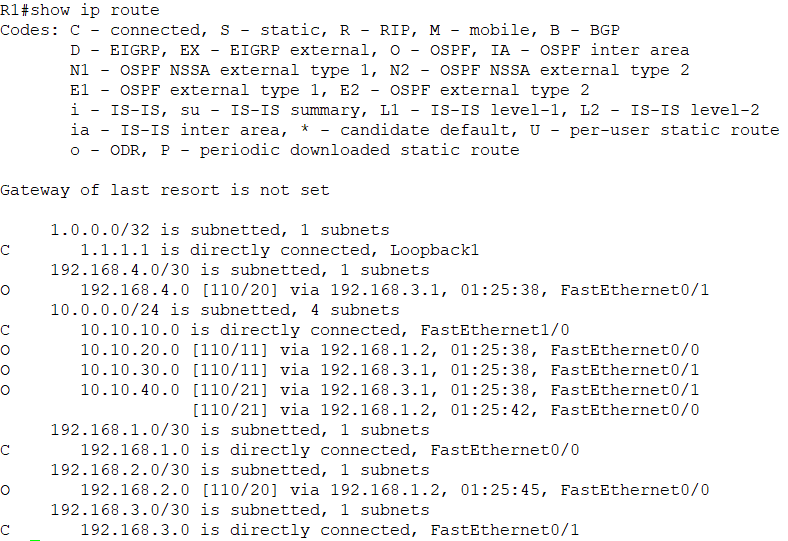 R1#show ip route
Codes: C - connected, S - static, R - RIP, M - mobile, B - BGP
       D - EIGRP, EX - EIGRP external, O - OSPF, IA - OSPF inter area
       N1 - OSPF NSSA external type 1, N2 - OSPF NSSA external type 2
       E1 - OSPF external type 1, E2 - OSPF external type 2
       i - IS-IS, su - IS-IS summary, L1 - IS-IS level-1, L2 - IS-IS level-2
       ia - IS-IS inter area, * - candidate default, U - per-user static route
       o - ODR, P - periodic downloaded static route

Gateway of last resort is not set

     1.0.0.0/32 is subnetted, 1 subnets
C       1.1.1.1 is directly connected, Loopback1
     192.168.4.0/30 is subnetted, 1 subnets
O       192.168.4.0 [110/20] via 192.168.3.1, 01:25:38, FastEthernet0/1
     10.0.0.0/24 is subnetted, 4 subnets
C       10.10.10.0 is directly connected, FastEthernet1/0
O       10.10.20.0 [110/11] via 192.168.1.2, 01:25:38, FastEthernet0/0
O       10.10.30.0 [110/11] via 192.168.3.1, 01:25:38, FastEthernet0/1
O       10.10.40.0 [110/21] via 192.168.3.1, 01:25:38, FastEthernet0/1
                   [110/21] via 192.168.1.2, 01:25:42, FastEthernet0/0
     192.168.1.0/30 is subnetted, 1 subnets
C       192.168.1.0 is directly connected, FastEthernet0/0
     192.168.2.0/30 is subnetted, 1 subnets
O       192.168.2.0 [110/20] via 192.168.1.2, 01:25:45, FastEthernet0/0
     192.168.3.0/30 is subnetted, 1 subnets
C       192.168.3.0 is directly connected, FastEthernet0/1